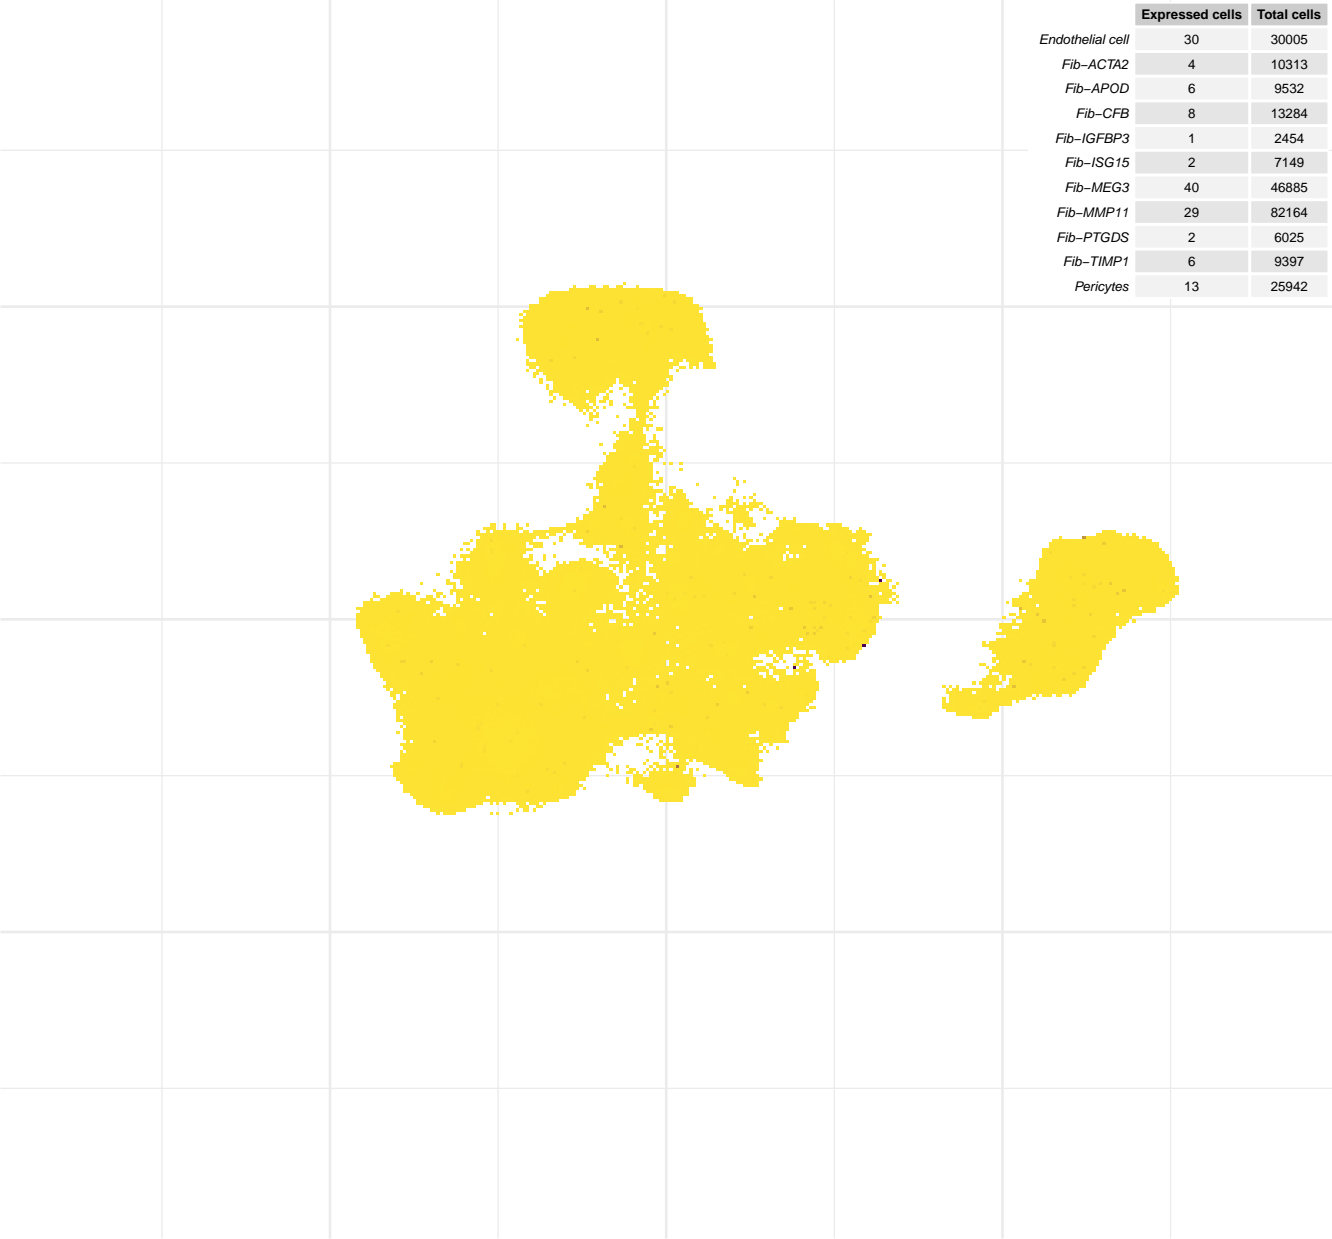 Expressed cells Total cells
Endothelial cell 30 30005
Fib−ACTA2 4 10313
Fib−APOD 6 9532
Fib−CFB 8 13284
Fib−IGFBP3 1 2454
Fib−ISG15 2 7149
Fib−MEG3 40 46885
Fib−MMP11 29 82164
Fib−PTGDS 2 6025
Fib−TIMP1 6 9397
Pericytes 13 25942